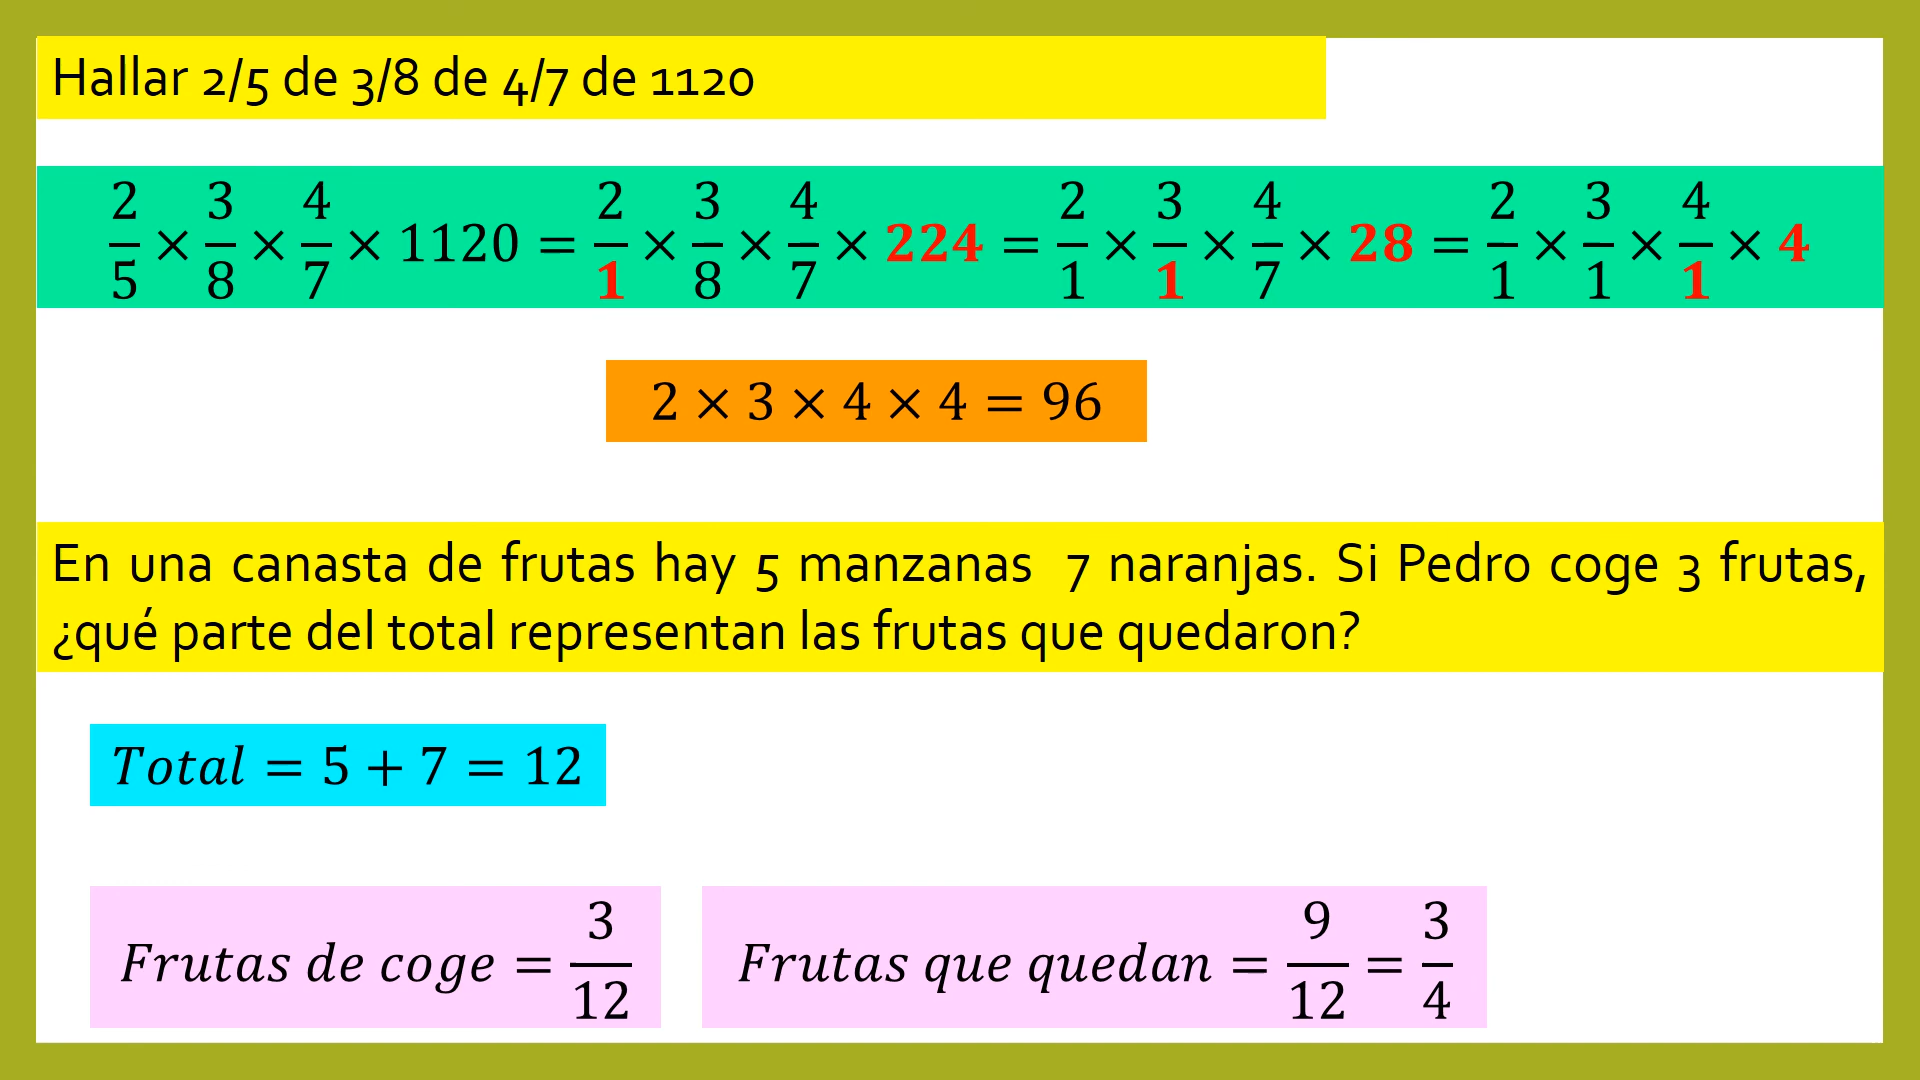 Hallar 2/5 de 3/8 de 4/7 de 1120
2/5 × 3/8 × 4/7 × 1120 = 2/1 × 3/8 × 4/7 × 224 = 2/1 × 3/1 × 4/7 × 28 = 2/1 × 3/1 × 4/1 × 4
2 × 3 × 4 × 4 = 96
En una canasta de frutas hay 5 manzanas 7 naranjas. Si Pedro coge 3 frutas,
¿qué parte del total representan las frutas que quedaron?
Total = 5 + 7 = 12
Frutas de coge = 3/12
Frutas que quedan = 9/12 = 3/4